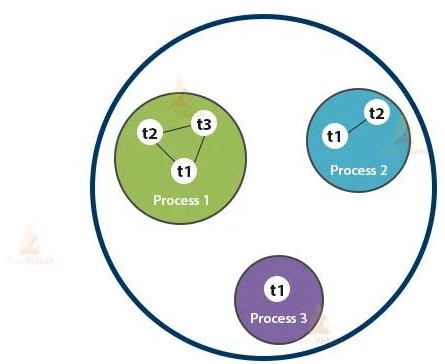 t2
t3
t1
Process 1
t2
t1
Process 2
t1
Process 3